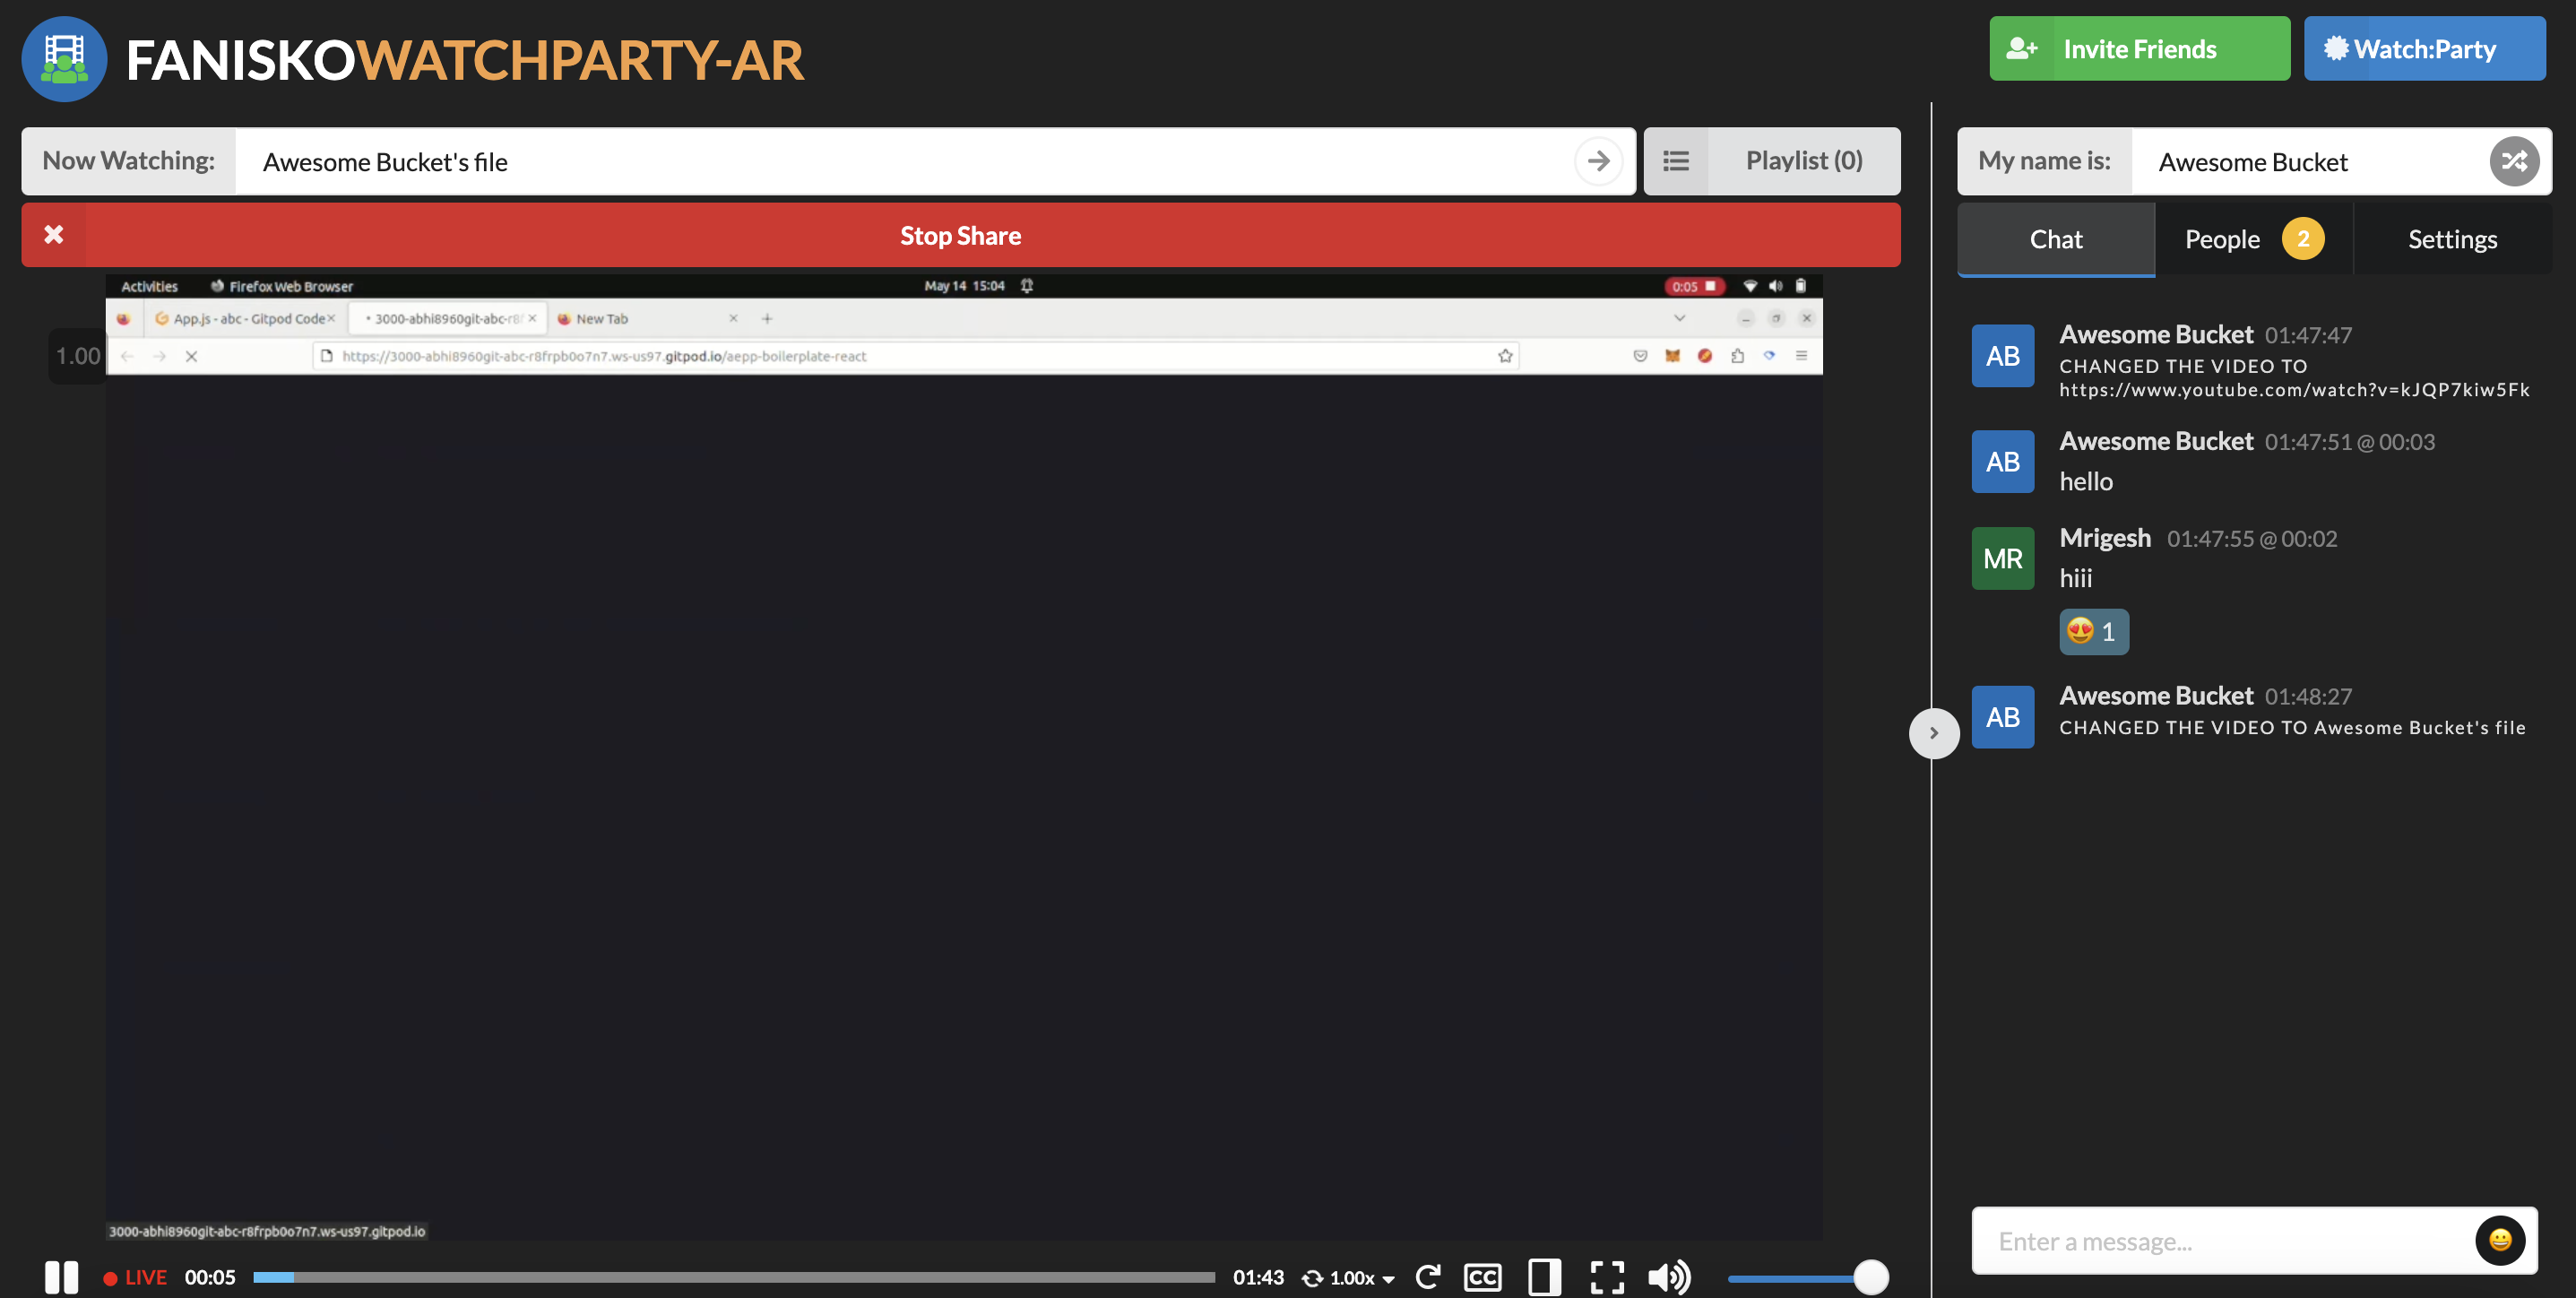 FANISKOWATCHPARTY-AR
Invite Friends
Watch:Party
Now Watching:
Awesome Bucket's file
Playlist (0)
My name is:
Awesome Bucket
Stop Share
Chat
People 2
Settings
Activities
Firefox Web Browser
May 14 15:04
0:05
App.js - abc - Gitpod Code
3000-abhi8960git-abc-r8f
New Tab
1.00
https://3000-abhi8960git-abc-r8frpb0o7n7.ws-us97.gitpod.io/aepp-boilerplate-react
3000-abhi8960git-abc-r8frpb0o7n7.ws-us97.gitpod.io
LIVE
00:05
01:43
1.00x
CC
AB
Awesome Bucket 01:47:47
CHANGED THE VIDEO TO
https://www.youtube.com/watch?v=kJQP7kiw5Fk
AB
Awesome Bucket 01:47:51 @ 00:03
hello
MR
Mrigesh 01:47:55 @ 00:02
hiii
1
AB
Awesome Bucket 01:48:27
CHANGED THE VIDEO TO Awesome Bucket's file
Enter a message...